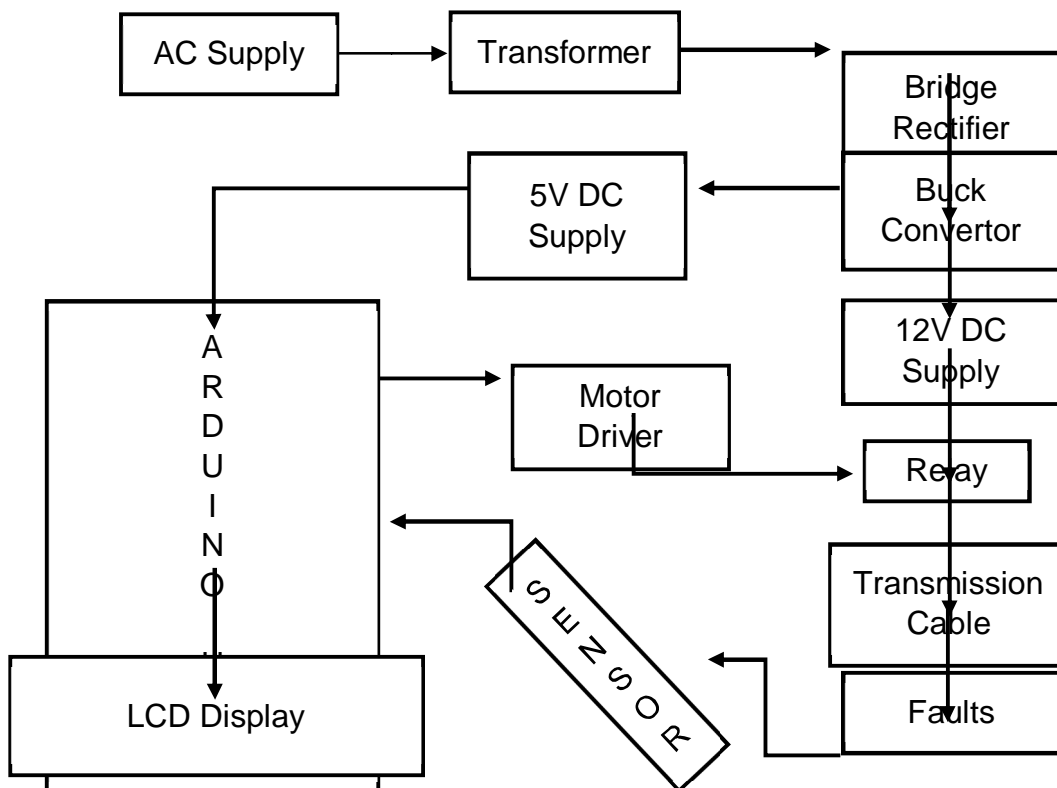 AC Supply
Transformer
Bridge
Rectifier
5V DC
Supply
Buck
Convertor
12V DC
Supply
A
R
D
U
I
N
O
Motor
Driver
Relay
SENSOR
Transmission
Cable
LCD Display
Faults